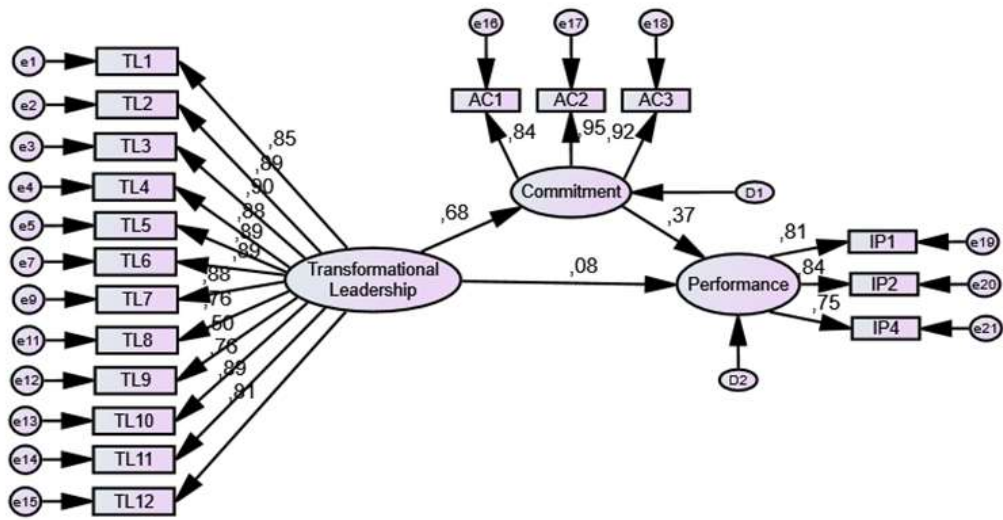 e1
TL1
e2
TL2
e3
TL3
e4
TL4
e5
TL5
e7
TL6
e9
TL7
e11
TL8
e12
TL9
e13
TL10
e14
TL11
e15
TL12
,85
,89
,90
,88
,89
,89
,88
,76
,50
,76
,89
,81
Transformational
Leadership
,68
,08
e16
e17
e18
AC1
AC2
AC3
,84
,95
,92
Commitment
D1
,37
Performance
D2
,81
,84
,75
IP1
e19
IP2
e20
IP4
e21